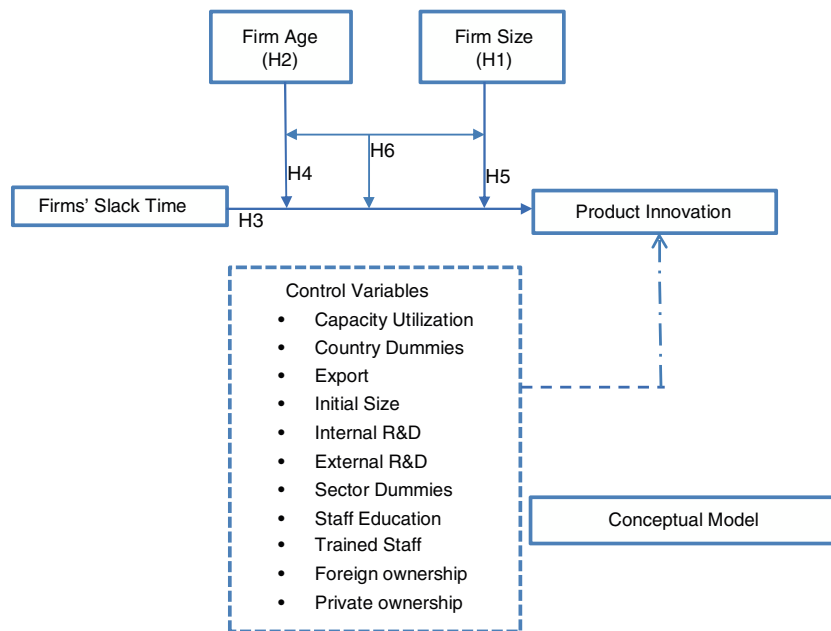 Firm Age
(H2)
Firm Size
(H1)
H6
H4
H5
Firms' Slack Time
H3
Product Innovation
Control Variables
• Capacity Utilization
• Country Dummies
• Export
• Initial Size
• Internal R&D
• External R&D
• Sector Dummies
• Staff Education
• Trained Staff
• Foreign ownership
• Private ownership
Conceptual Model